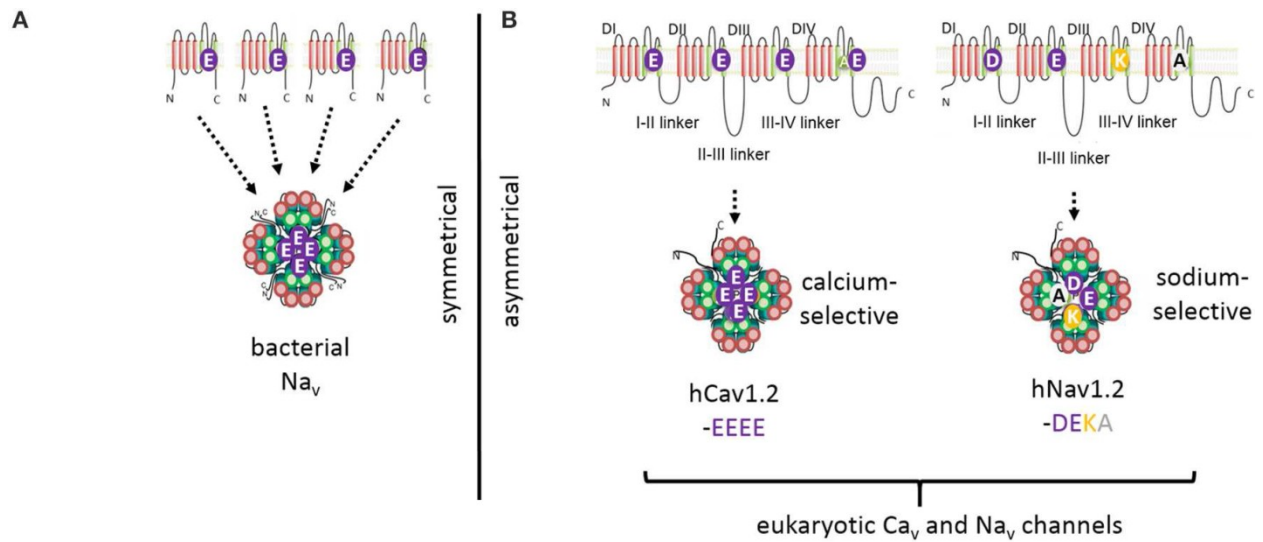 A
E E E E
N C
symmetrical
N C
N C
E
E E
E
C N
C N
bacterial
Nav
B
asymmetrical
DI DII DIII DIV
E E E A E
N C
I-II linker III-IV linker
II-III linker
C
N
E
E E
E
calcium-
selective
hCav1.2
-EEEE
DI DII DIII DIV
D E K A
N C
I-II linker III-IV linker
II-III linker
C
N
D
A E
K
sodium-
selective
hNav1.2
-DEKA
eukaryotic Cav and Nav channels